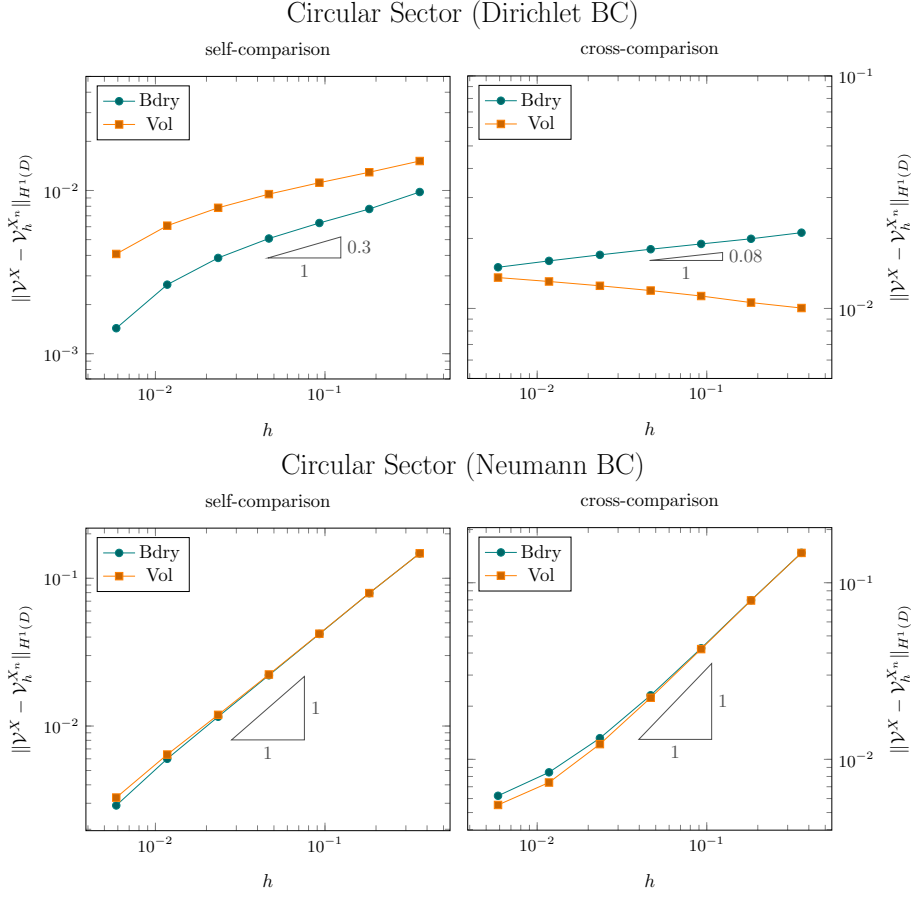 Circular Sector (Dirichlet BC)
self-comparison
cross-comparison
Bdry
Vol
10^{-2}
10^{-3}
0.3
1
10^{-2}
10^{-1}
h
‖𝒱^X − 𝒱_h^{X_n}‖_{H^1(D)}
Bdry
Vol
10^{-1}
10^{-2}
0.08
1
10^{-2}
10^{-1}
h
‖𝒱^X − 𝒱_h^{X_n}‖_{H^1(D)}
Circular Sector (Neumann BC)
self-comparison
cross-comparison
Bdry
Vol
10^{-1}
10^{-2}
1
1
10^{-2}
10^{-1}
h
‖𝒱^X − 𝒱_h^{X_n}‖_{H^1(D)}
Bdry
Vol
10^{-1}
10^{-2}
1
1
10^{-2}
10^{-1}
h
‖𝒱^X − 𝒱_h^{X_n}‖_{H^1(D)}